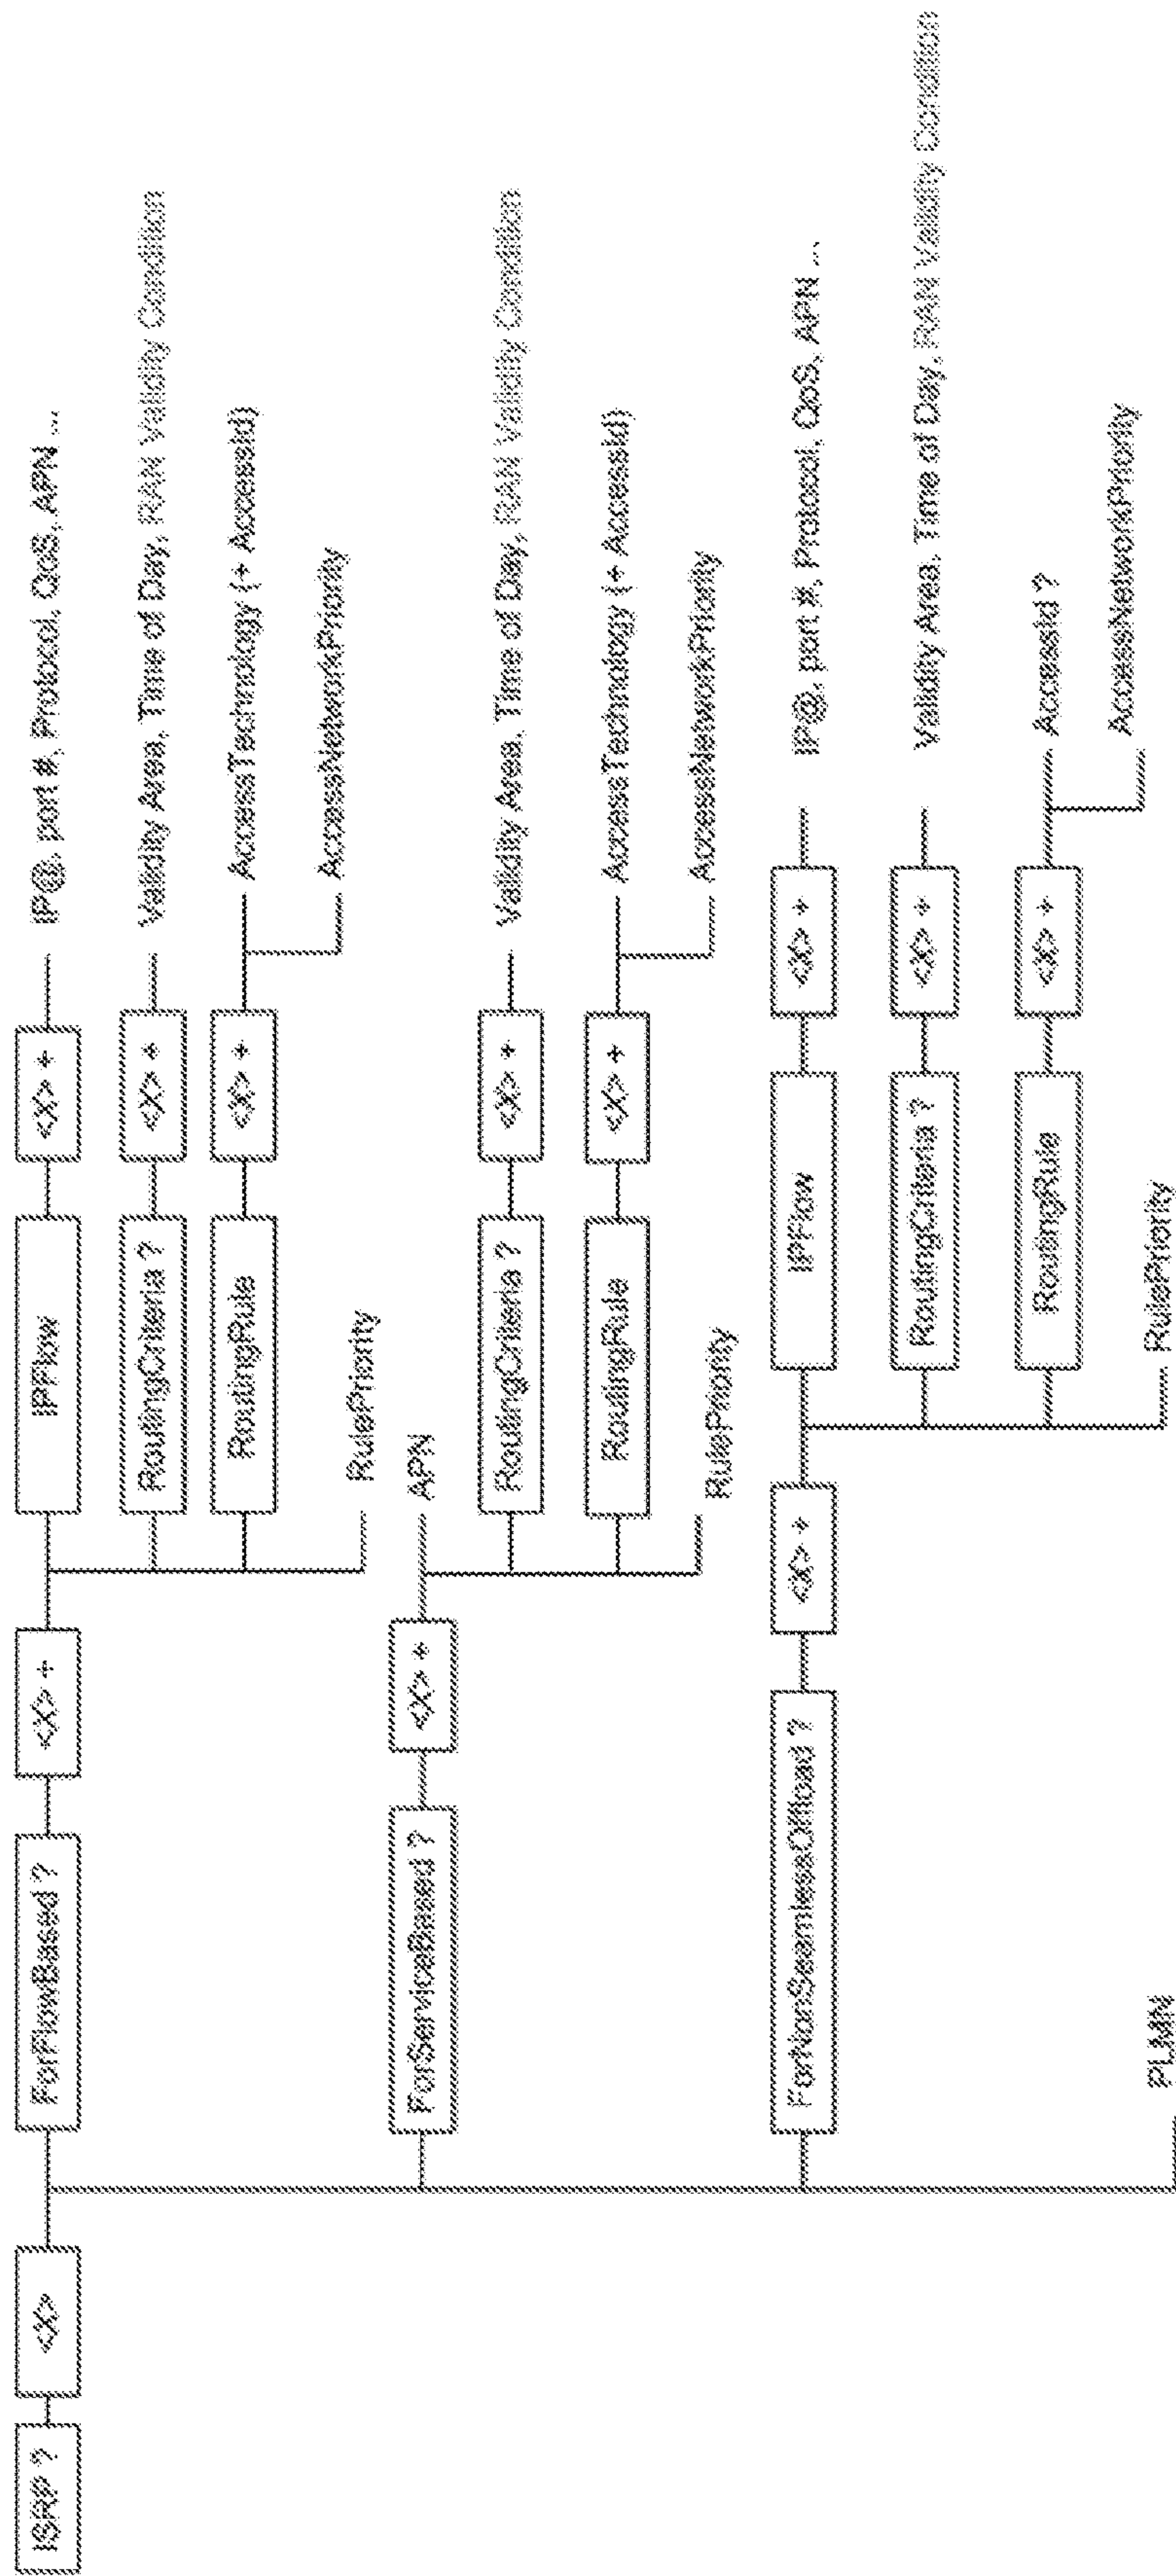 ISRP ?
<X>
ForFlowBased ?
<X> +
IPFlow
<X> +
IP@, port #, Protocol, QoS, APN ...
RoutingCriteria ?
<X> +
Validity Area, Time of Day, RAN Validity Condition
RoutingRule
<X> +
AccessTechnology (+ AccessId)
AccessNetworkPriority
RulePriority
ForServiceBased ?
<X> +
APN
RoutingCriteria ?
<X> +
Validity Area, Time of Day, RAN Validity Condition
RoutingRule
<X> +
AccessTechnology (+ AccessId)
AccessNetworkPriority
RulePriority
ForNonSeamlessOffload ?
<X> +
IPFlow
<X> +
IP@, port #, Protocol, QoS, APN ...
RoutingCriteria ?
<X> +
Validity Area, Time of Day, RAN Validity Condition
RoutingRule
<X> +
AccessId ?
AccessNetworkPriority
RulePriority
PLMN